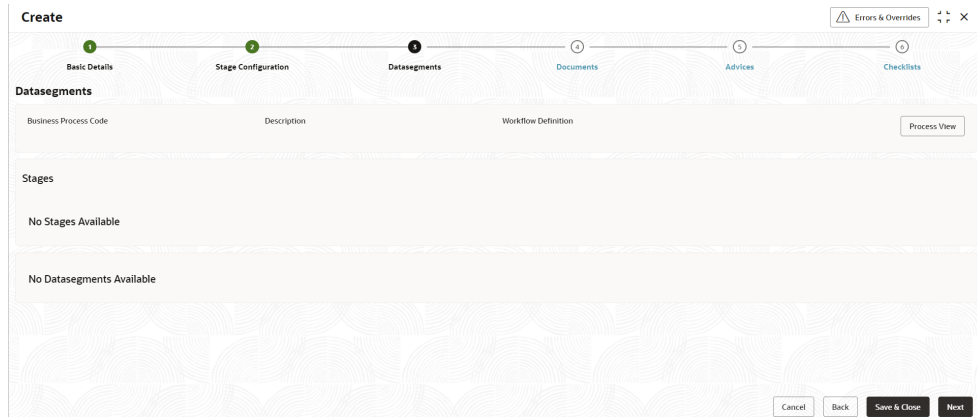 Create
Errors & Overrides
1 2 3 4 5 6
Basic Details Stage Configuration Datasegments Documents Advices Checklists
Datasegments
Business Process Code Description Workflow Definition
Process View
Stages
No Stages Available
No Datasegments Available
Cancel Back Save & Close Next